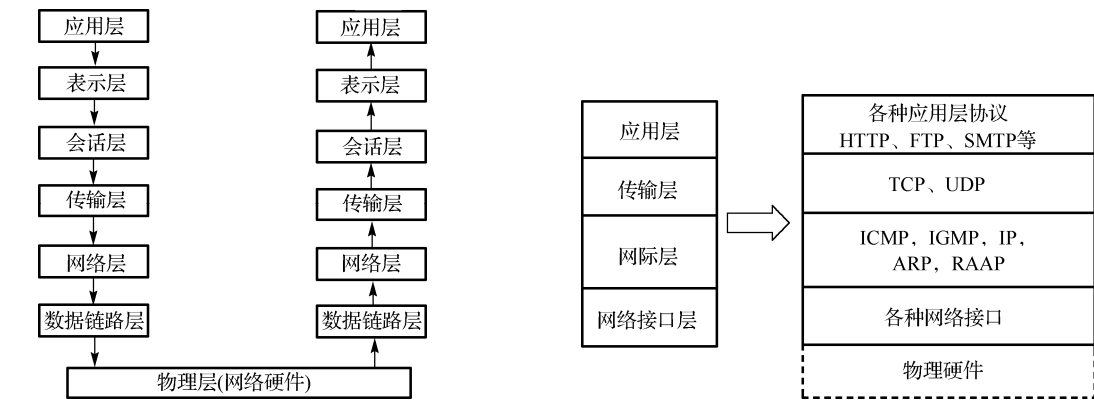 应用层
表示层
会话层
传输层
网络层
数据链路层
应用层
表示层
会话层
传输层
网络层
数据链路层
物理层(网络硬件)
应用层
传输层
网际层
网络接口层
各种应用层协议
HTTP、FTP、SMTP等
TCP、UDP
ICMP，IGMP，IP，
ARP，RAAP
各种网络接口
物理硬件